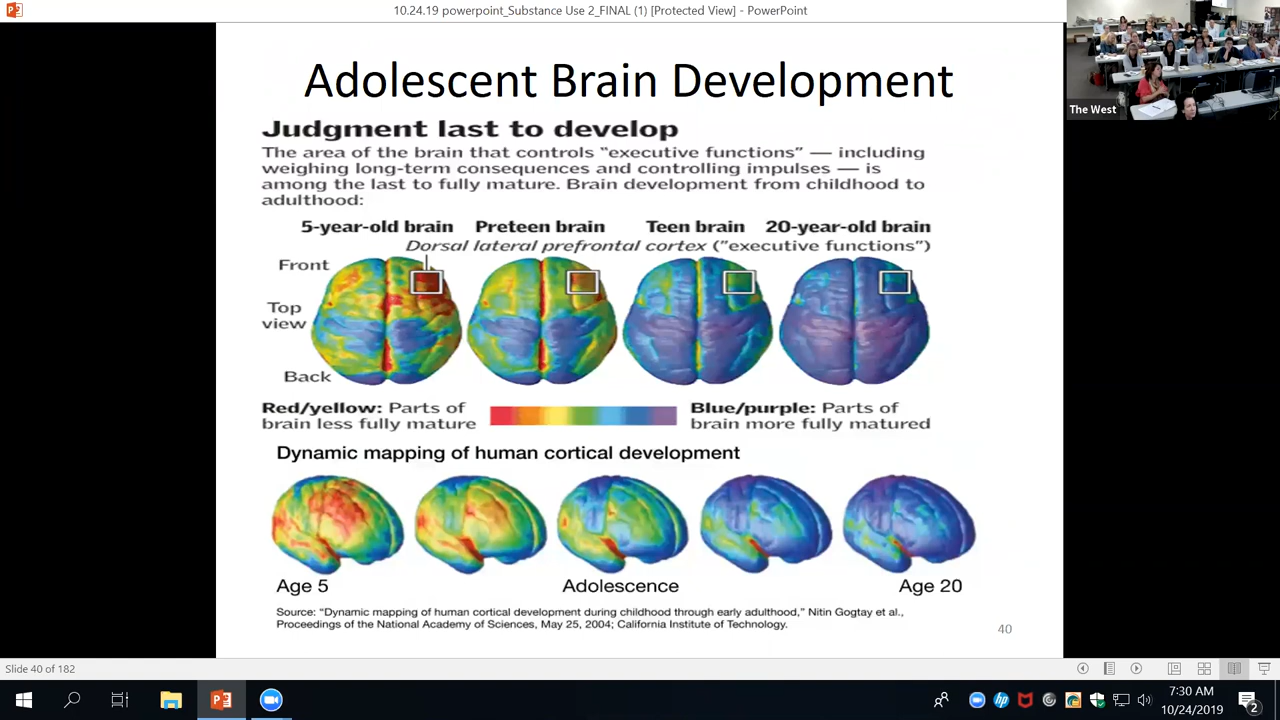 10.24.19 powerpoint_Substance Use 2_FINAL (1) [Protected View] - PowerPoint
The West
Adolescent Brain Development
Judgment last to develop
The area of the brain that controls “executive functions” — including
weighing long-term consequences and controlling impulses — is
among the last to fully mature. Brain development from childhood to
adulthood:
5-year-old brain Preteen brain Teen brain 20-year-old brain
Dorsal lateral prefrontal cortex ("executive functions")
Front
Top
view
Back
Red/yellow: Parts of
brain less fully mature
Blue/purple: Parts of
brain more fully matured
Dynamic mapping of human cortical development
Age 5 Adolescence Age 20
Source: “Dynamic mapping of human cortical development during childhood through early adulthood,” Nitin Gogtay et al.,
Proceedings of the National Academy of Sciences, May 25, 2004; California Institute of Technology.
40
Slide 40 of 182
7:30 AM
10/24/2019
2